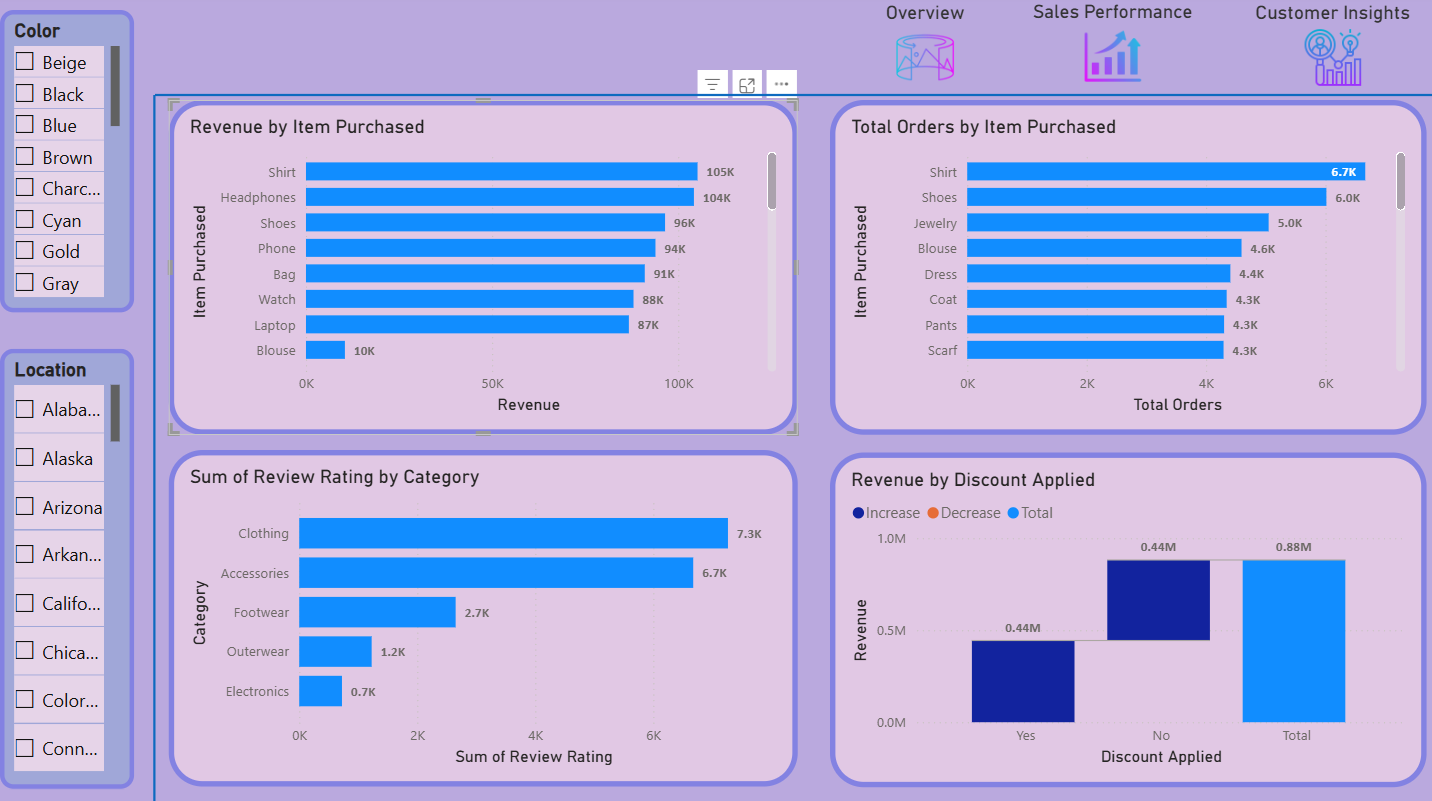 Overview
Sales Performance
Customer Insights
Color
Beige
Black
Blue
Brown
Charc...
Cyan
Gold
Gray
Location
Alaba...
Alaska
Arizona
Arkan...
Califo...
Chica...
Color...
Conn...
Revenue by Item Purchased
Item Purchased
Shirt 105K
Headphones 104K
Shoes 96K
Phone 94K
Bag 91K
Watch 88K
Laptop 87K
Blouse 10K
0K 50K 100K
Revenue
Total Orders by Item Purchased
Item Purchased
Shirt 6.7K
Shoes 6.0K
Jewelry 5.0K
Blouse 4.6K
Dress 4.4K
Coat 4.3K
Pants 4.3K
Scarf 4.3K
0K 2K 4K 6K
Total Orders
Sum of Review Rating by Category
Category
Clothing 7.3K
Accessories 6.7K
Footwear 2.7K
Outerwear 1.2K
Electronics 0.7K
0K 2K 4K 6K
Sum of Review Rating
Revenue by Discount Applied
Increase Decrease Total
Revenue
1.0M
0.5M
0.0M
0.44M 0.44M 0.88M
Yes No Total
Discount Applied